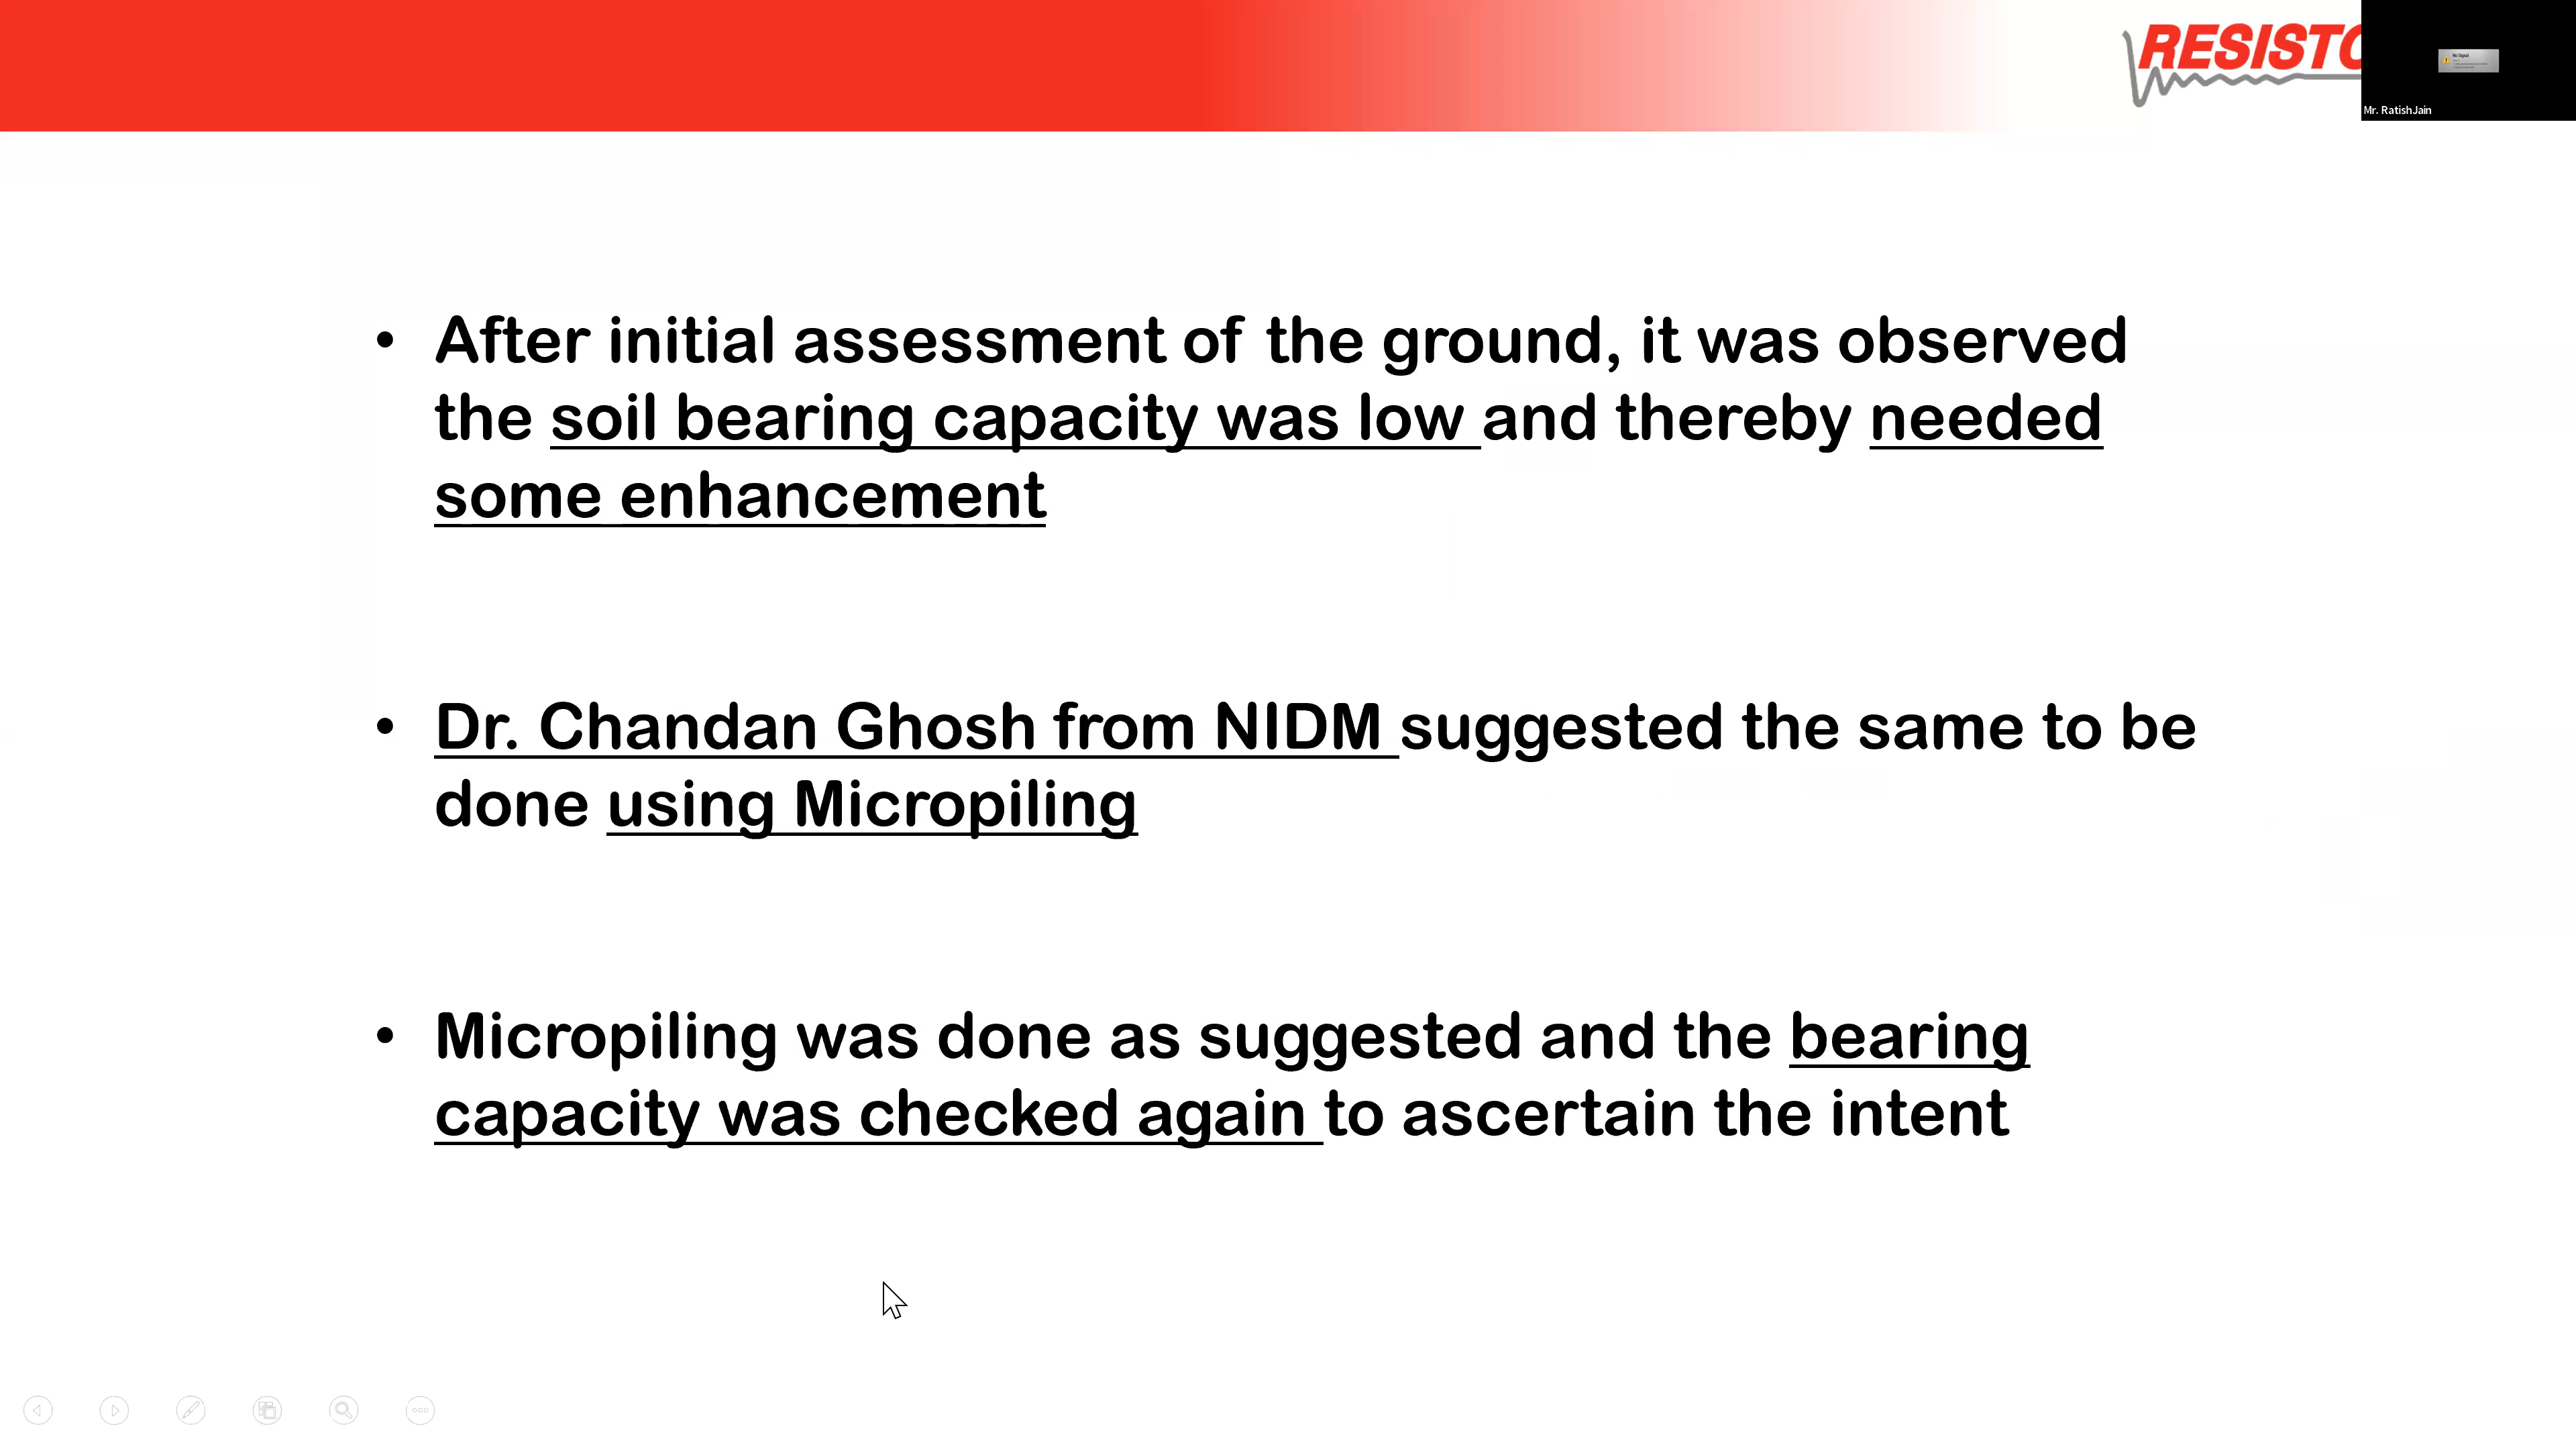 RESISTO
Mr. RatishJain
• After initial assessment of the ground, it was observed
the soil bearing capacity was low and thereby needed
some enhancement
• Dr. Chandan Ghosh from NIDM suggested the same to be
done using Micropiling
• Micropiling was done as suggested and the bearing
capacity was checked again to ascertain the intent